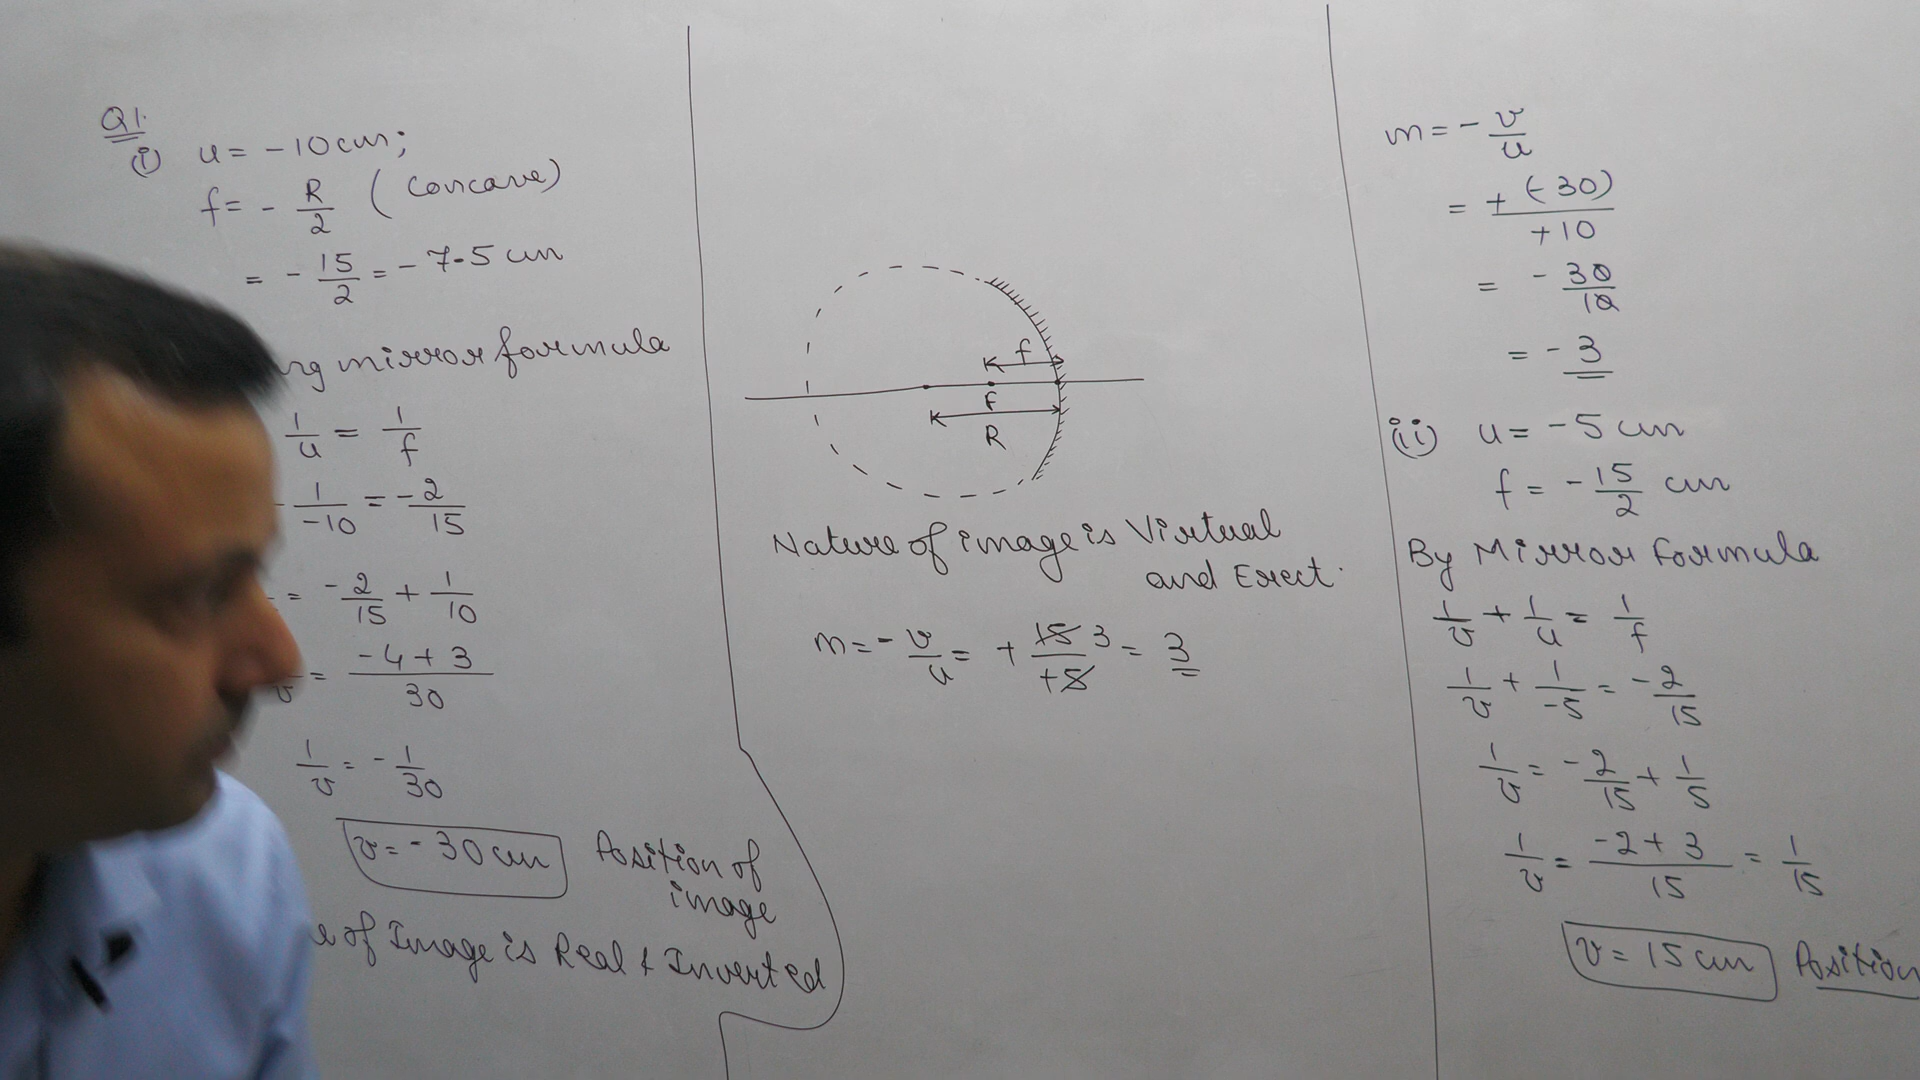 Q1.
(i) u = -10 cm;
f = - R/2 (Concave)
= - 15/2 = - 7.5 cm
mirror formula
1/u = 1/f
- 1/-10 = - 2/15
= - 2/15 + 1/10
= -4 + 3 / 30
1/v = - 1/30
v = - 30 cm Position of
image
of Image is Real & Inverted
f
F
R
Nature of image is Virtual
and Erect.
m = - v/u = + 15/+5 3 = 3
m = - v/u
= + (-30) / +10
= - 30/10
= - 3
(ii) u = - 5 cm
f = - 15/2 cm
By Mirror Formula
1/v + 1/u = 1/f
1/v + 1/-5 = - 2/15
1/v = - 2/15 + 1/5
1/v = -2 + 3 / 15 = 1/15
v = 15 cm Position